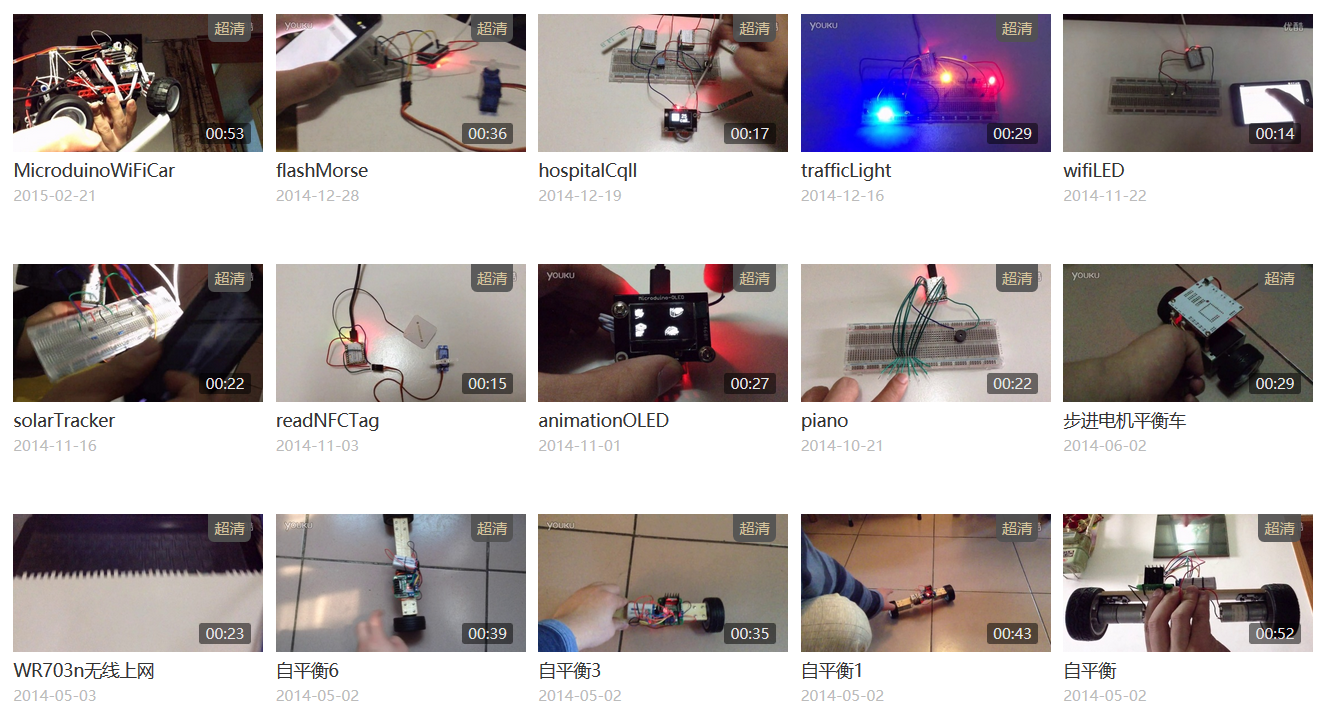 超清
超清
超清
超清
超清
YOUKU
YOUKU
优酷
00:53
00:36
00:17
00:29
00:14
MicroduinoWiFiCar
flashMorse
hospitalCqll
trafficLight
wifiLED
2015-02-21
2014-12-28
2014-12-19
2014-12-16
2014-11-22
超清
超清
超清
超清
超清
YOUKU
YOUKU
Microduino-OLED
00:22
00:15
00:27
00:22
00:29
solarTracker
readNFCTag
animationOLED
piano
步进电机平衡车
2014-11-16
2014-11-03
2014-11-01
2014-10-21
2014-06-02
超清
超清
超清
超清
超清
YOUKU
YOUKU
00:23
00:39
00:35
00:43
00:52
WR703n无线上网
自平衡6
自平衡3
自平衡1
自平衡
2014-05-03
2014-05-02
2014-05-02
2014-05-02
2014-05-02